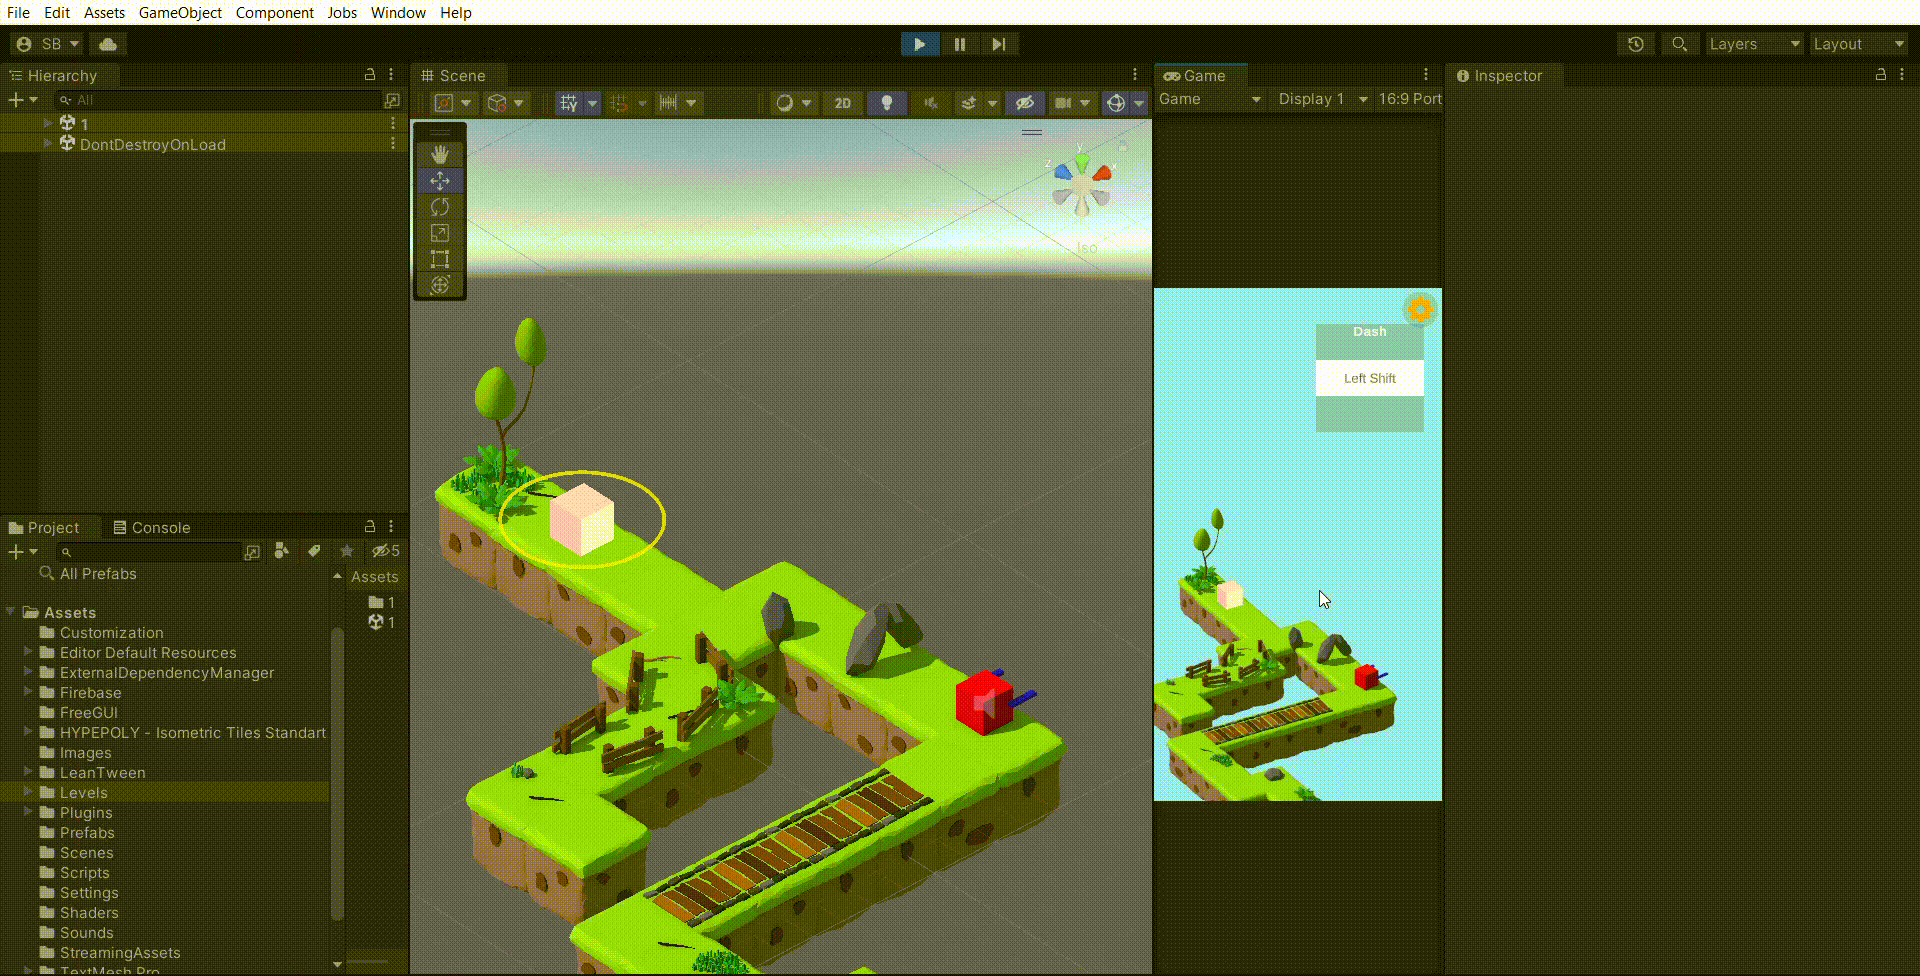 File Edit Assets GameObject Component Jobs Window Help
SB
Layers
Layout
Hierarchy
All
1
DontDestroyOnLoad
Scene
2D
y
z
x
Iso
Game
Game
Display 1
16:9 Port
Dash
Left Shift
Inspector
Project
Console
5
All Prefabs
Assets
Customization
Editor Default Resources
ExternalDependencyManager
Firebase
FreeGUI
HYPEPOLY - Isometric Tiles Standart
Images
LeanTween
Levels
Plugins
Prefabs
Scenes
Scripts
Settings
Shaders
Sounds
StreamingAssets
TextMesh Pro
Assets
1
1